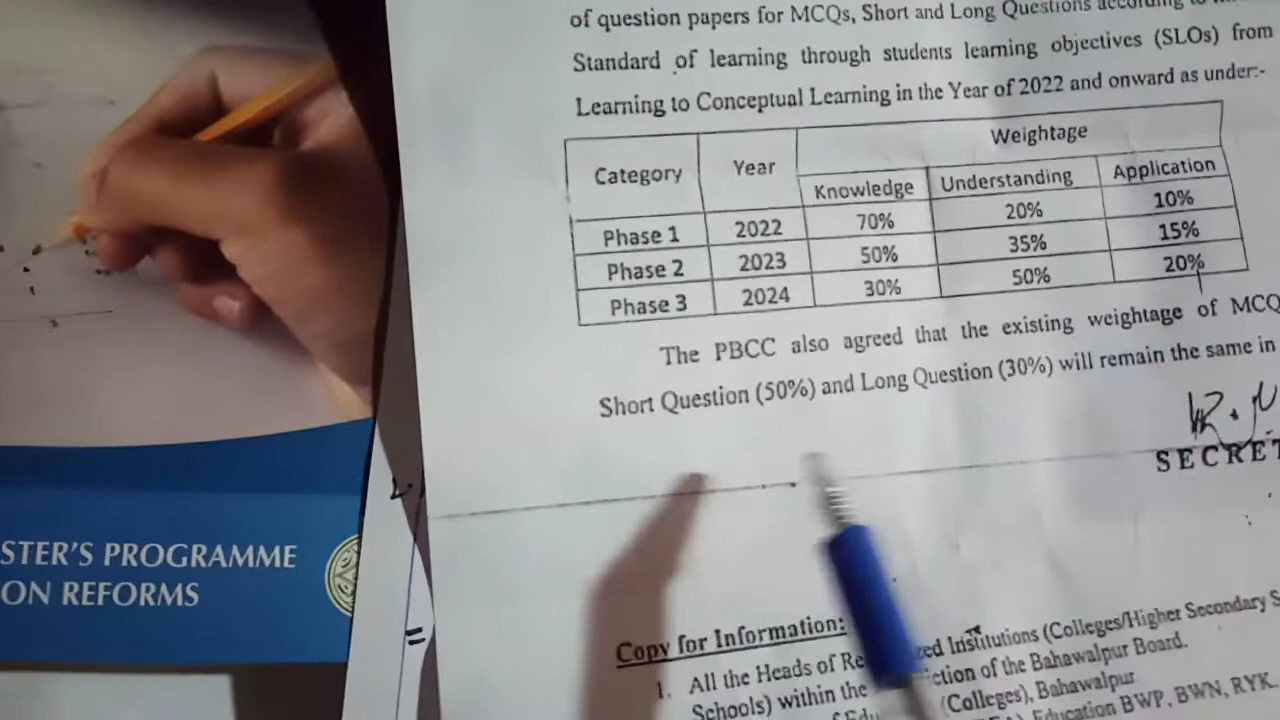 of question papers for MCQs, Short and Long Questions according to
Standard of learning through students learning objectives (SLOs) from
Learning to Conceptual Learning in the Year of 2022 and onward as under:-
Category Year Weightage
Knowledge Understanding Application
Phase 1 2022 70% 20% 10%
Phase 2 2023 50% 35% 15%
Phase 3 2024 30% 50% 20%
The PBCC also agreed that the existing weightage of MCQ
Short Question (50%) and Long Question (30%) will remain the same in
SECRET
Copy for Information:
1. All the Heads of Re zed Institutions (Colleges/Higher Secondary S
Schools) within the iction of the Bahawalpur Board.
(Colleges), Bahawalpur
Education BWP, BWN, RYK.
STER'S PROGRAMME
ON REFORMS